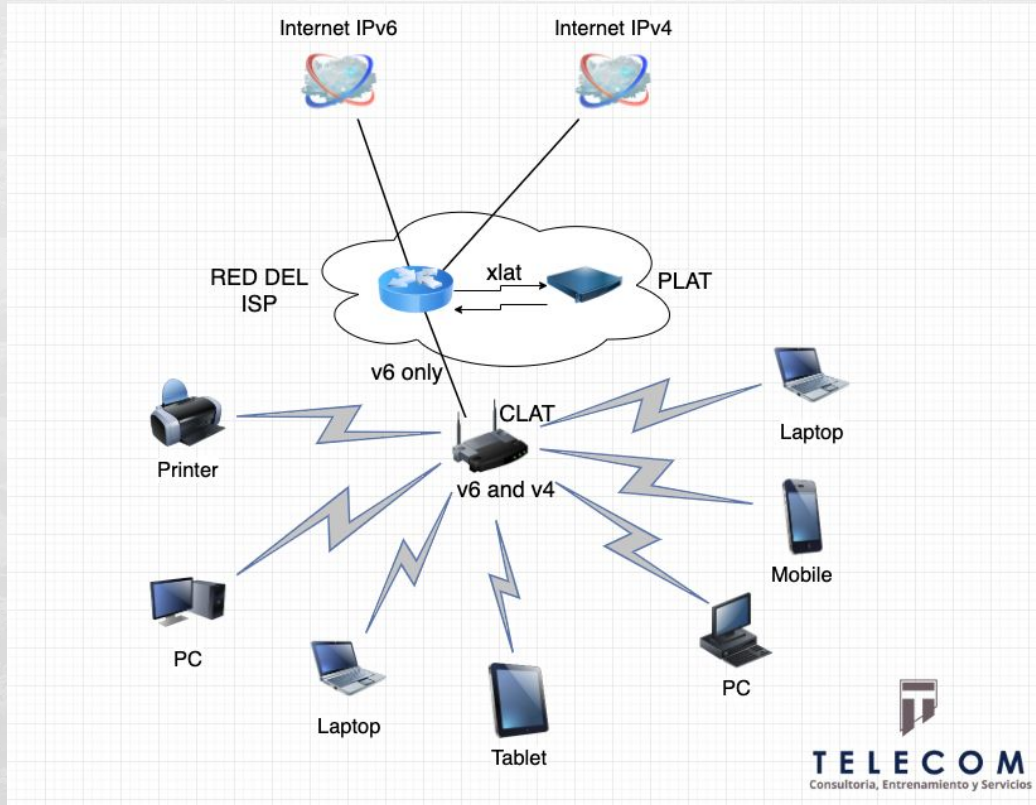 Internet IPv6
Internet IPv4
RED DEL
ISP
xlat
PLAT
v6 only
CLAT
v6 and v4
Printer
Laptop
Mobile
PC
PC
Laptop
Tablet
TELECOM
Consultoria, Entrenamiento y Servicios